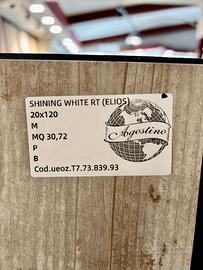 SHINING WHITE RT (ELIOS)
20x120
M
MQ 30,72
P
B
Cod.ueoz.T7.73.839.93
Agostino